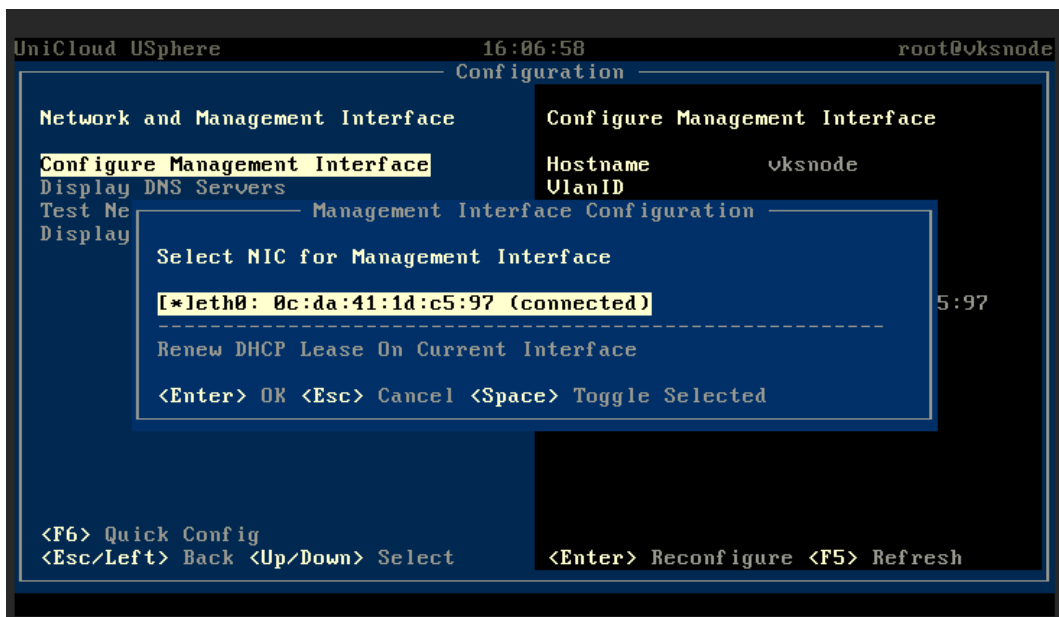 UniCloud USphere 16:06:58 root@vksnode
Configuration
Network and Management Interface
Configure Management Interface
Display DNS Servers
Test Ne
Display
Configure Management Interface
Hostname vksnode
VlanID
5:97
Management Interface Configuration
Select NIC for Management Interface
[*]eth0: 0c:da:41:1d:c5:97 (connected)
----------------------------------------------------------
Renew DHCP Lease On Current Interface
<Enter> OK <Esc> Cancel <Space> Toggle Selected
<F6> Quick Config
<Esc/Left> Back <Up/Down> Select
<Enter> Reconfigure <F5> Refresh